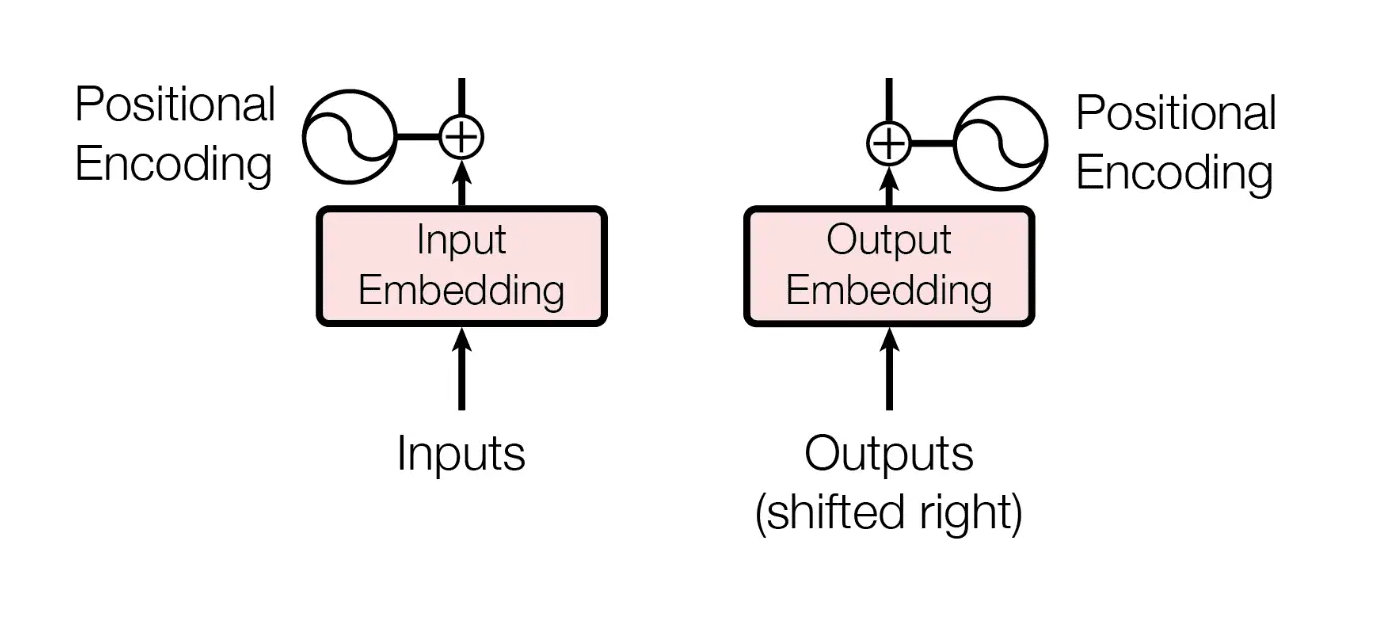 Positional
Encoding
Input
Embedding
Inputs
Positional
Encoding
Output
Embedding
Outputs
(shifted right)